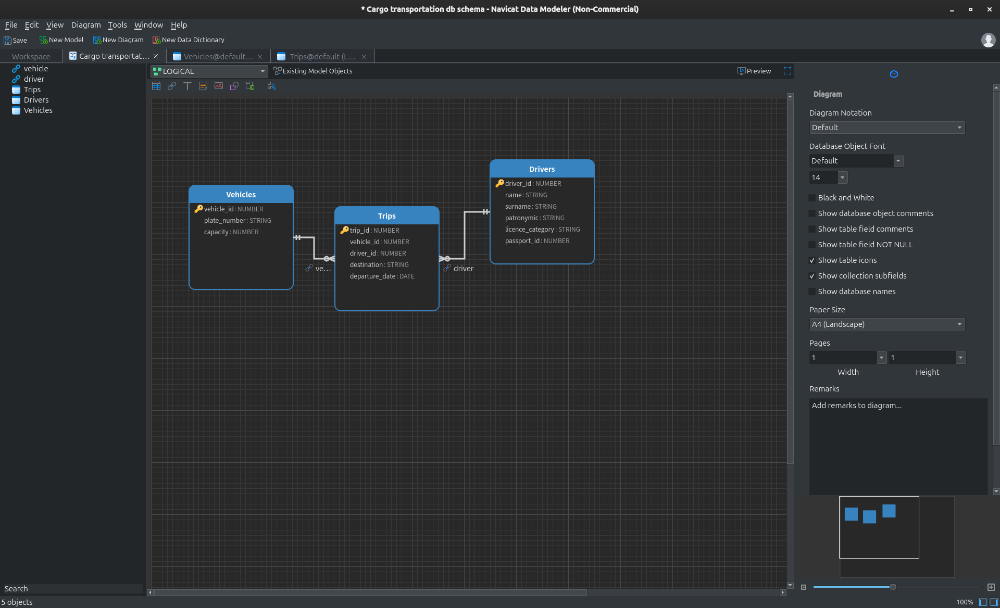 * Cargo transportation db schema - Navicat Data Modeler (Non-Commercial)
File Edit View Diagram Tools Window Help
Save New Model New Diagram New Data Dictionary
Workspace Cargo transportat... Vehicles@default... Trips@default (L...
vehicle
driver
Trips
Drivers
Vehicles
Search
5 objects
LOGICAL Existing Model Objects Preview
Vehicles
vehicle_id: NUMBER
plate_number: STRING
capacity: NUMBER
ve...
Trips
trip_id: NUMBER
vehicle_id: NUMBER
driver_id: NUMBER
destination: STRING
departure_date: DATE
driver
Drivers
driver_id: NUMBER
name: STRING
surname: STRING
patronymic: STRING
licence_category: STRING
passport_id: NUMBER
Diagram
Diagram Notation
Default
Database Object Font
Default
14
Black and White
Show database object comments
Show table field comments
Show table field NOT NULL
Show table icons
Show collection subfields
Show database names
Paper Size
A4 (Landscape)
Pages
1 1
Width Height
Remarks
Add remarks to diagram...
100%